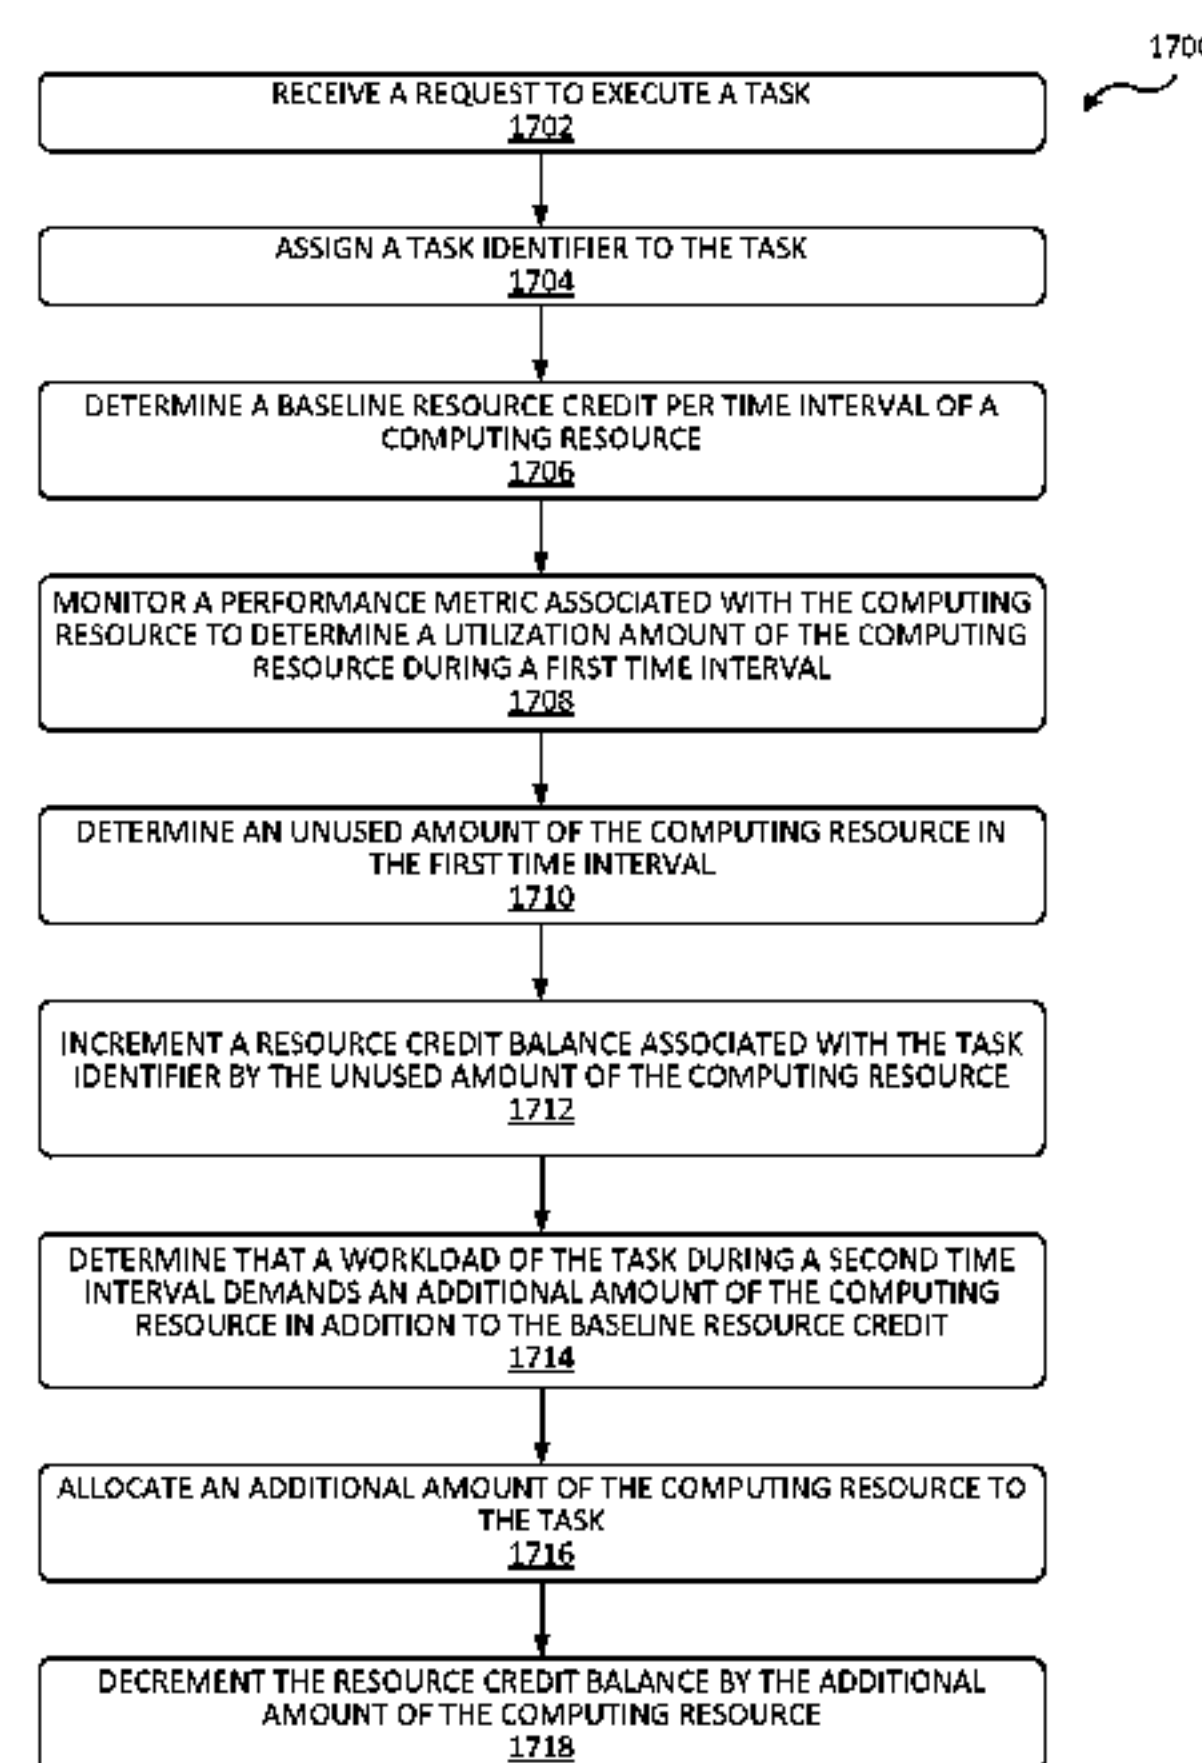 1700
RECEIVE A REQUEST TO EXECUTE A TASK
1702
ASSIGN A TASK IDENTIFIER TO THE TASK
1704
DETERMINE A BASELINE RESOURCE CREDIT PER TIME INTERVAL OF A
COMPUTING RESOURCE
1706
MONITOR A PERFORMANCE METRIC ASSOCIATED WITH THE COMPUTING
RESOURCE TO DETERMINE A UTILIZATION AMOUNT OF THE COMPUTING
RESOURCE DURING A FIRST TIME INTERVAL
1708
DETERMINE AN UNUSED AMOUNT OF THE COMPUTING RESOURCE IN
THE FIRST TIME INTERVAL
1710
INCREMENT A RESOURCE CREDIT BALANCE ASSOCIATED WITH THE TASK
IDENTIFIER BY THE UNUSED AMOUNT OF THE COMPUTING RESOURCE
1712
DETERMINE THAT A WORKLOAD OF THE TASK DURING A SECOND TIME
INTERVAL DEMANDS AN ADDITIONAL AMOUNT OF THE COMPUTING
RESOURCE IN ADDITION TO THE BASELINE RESOURCE CREDIT
1714
ALLOCATE AN ADDITIONAL AMOUNT OF THE COMPUTING RESOURCE TO
THE TASK
1716
DECREMENT THE RESOURCE CREDIT BALANCE BY THE ADDITIONAL
AMOUNT OF THE COMPUTING RESOURCE
1718